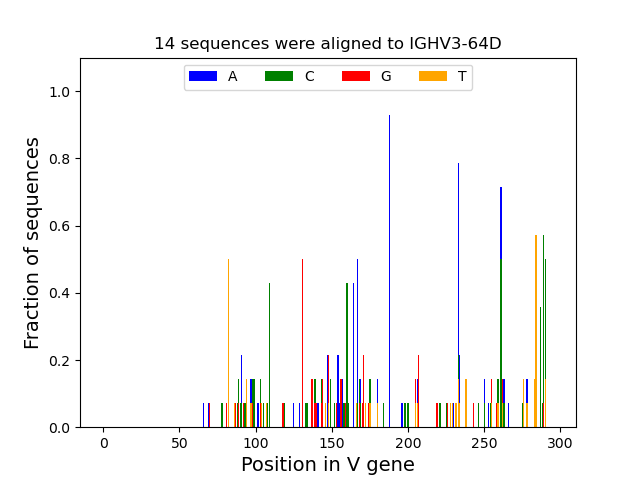 14 sequences were aligned to IGHV3-64D
A C G T
1.0
0.8
0.6
0.4
0.2
0.0
Fraction of sequences
0 50 100 150 200 250 300
Position in V gene